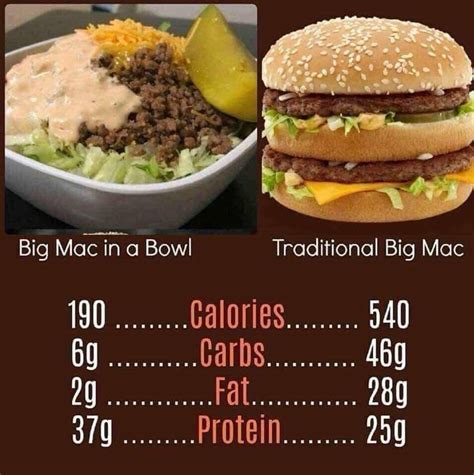 Big Mac in a Bowl
Traditional Big Mac
190 .........Calories......... 540
6g ...........Carbs........... 46g
2g .............Fat............. 28g
37g .........Protein.......... 25g